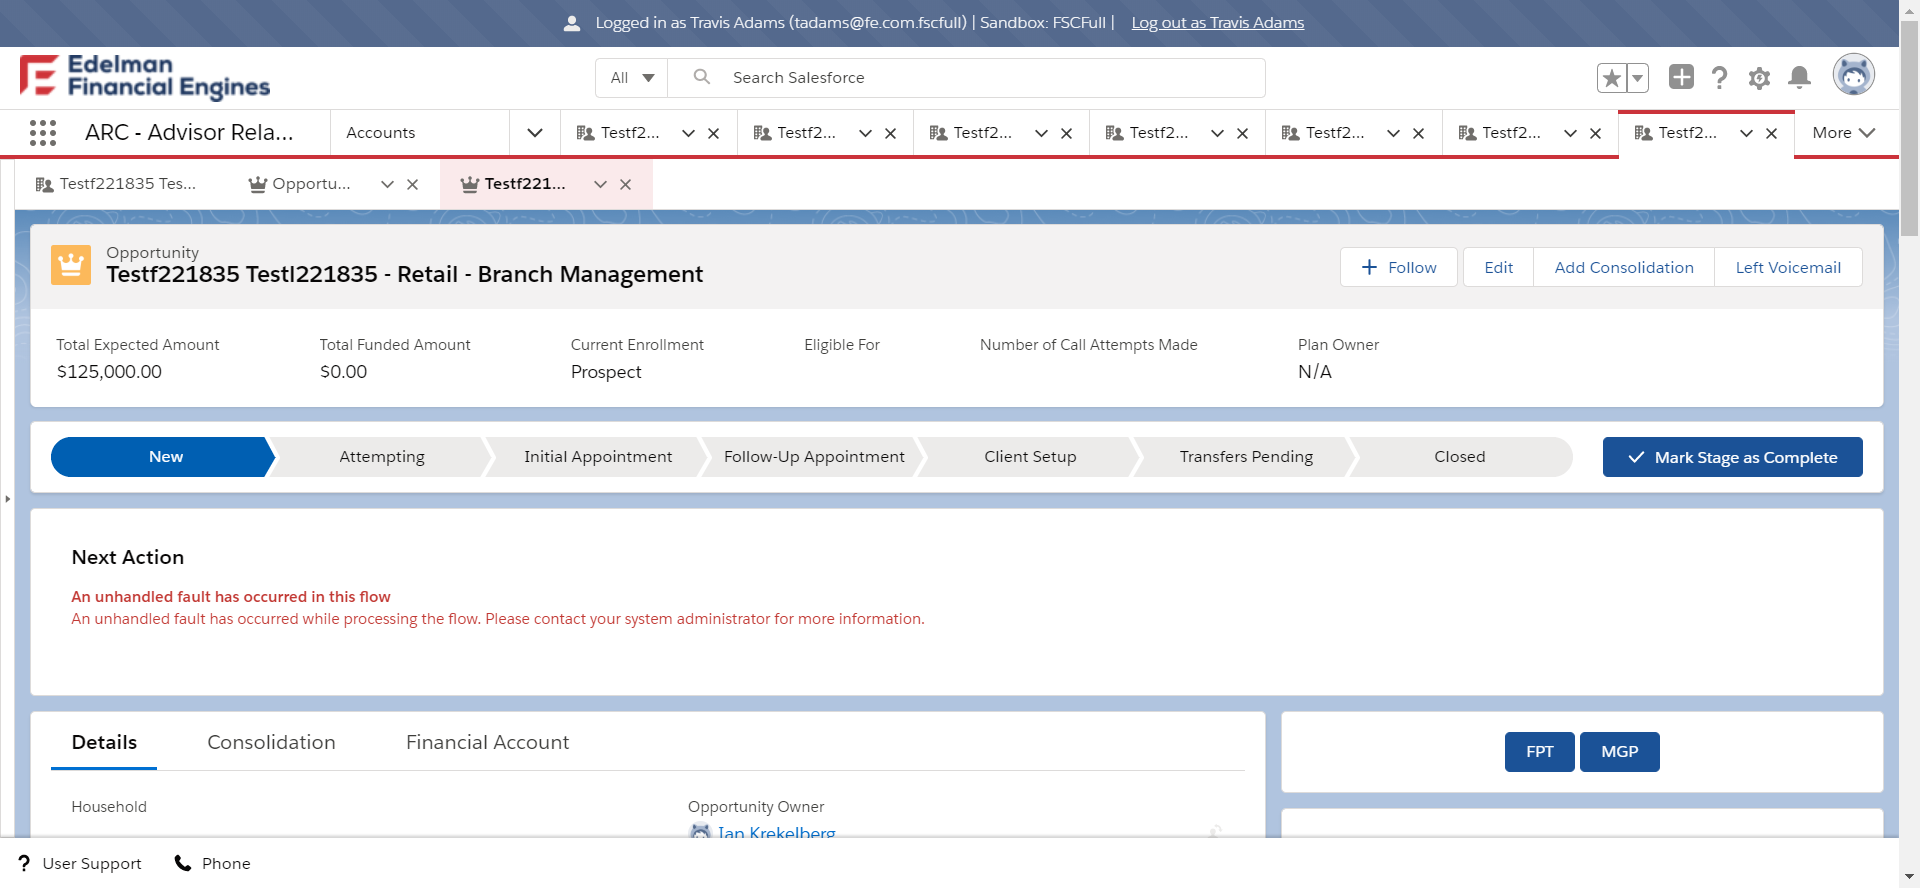 Logged in as Travis Adams (tadams@fe.com.fscfull) | Sandbox: FSCFull | Log out as Travis Adams
Edelman
Financial Engines
All
Search Salesforce
ARC - Advisor Rela...
Accounts
Testf2...
Testf2...
Testf2...
Testf2...
Testf2...
Testf2...
Testf2...
More
Testf221835 Tes...
Opportu...
Testf221...
Opportunity
Testf221835 Testl221835 - Retail - Branch Management
Follow
Edit
Add Consolidation
Left Voicemail
Total Expected Amount
$125,000.00
Total Funded Amount
$0.00
Current Enrollment
Prospect
Eligible For
Number of Call Attempts Made
Plan Owner
N/A
New
Attempting
Initial Appointment
Follow-Up Appointment
Client Setup
Transfers Pending
Closed
Mark Stage as Complete
Next Action
An unhandled fault has occurred in this flow
An unhandled fault has occurred while processing the flow. Please contact your system administrator for more information.
Details
Consolidation
Financial Account
FPT
MGP
Household
Opportunity Owner
Ian Krekelberg
User Support
Phone